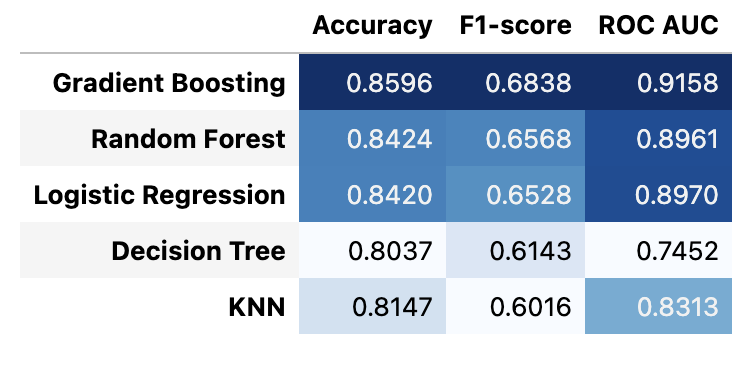 Accuracy F1-score ROC AUC
Gradient Boosting 0.8596 0.6838 0.9158
Random Forest 0.8424 0.6568 0.8961
Logistic Regression 0.8420 0.6528 0.8970
Decision Tree 0.8037 0.6143 0.7452
KNN 0.8147 0.6016 0.8313